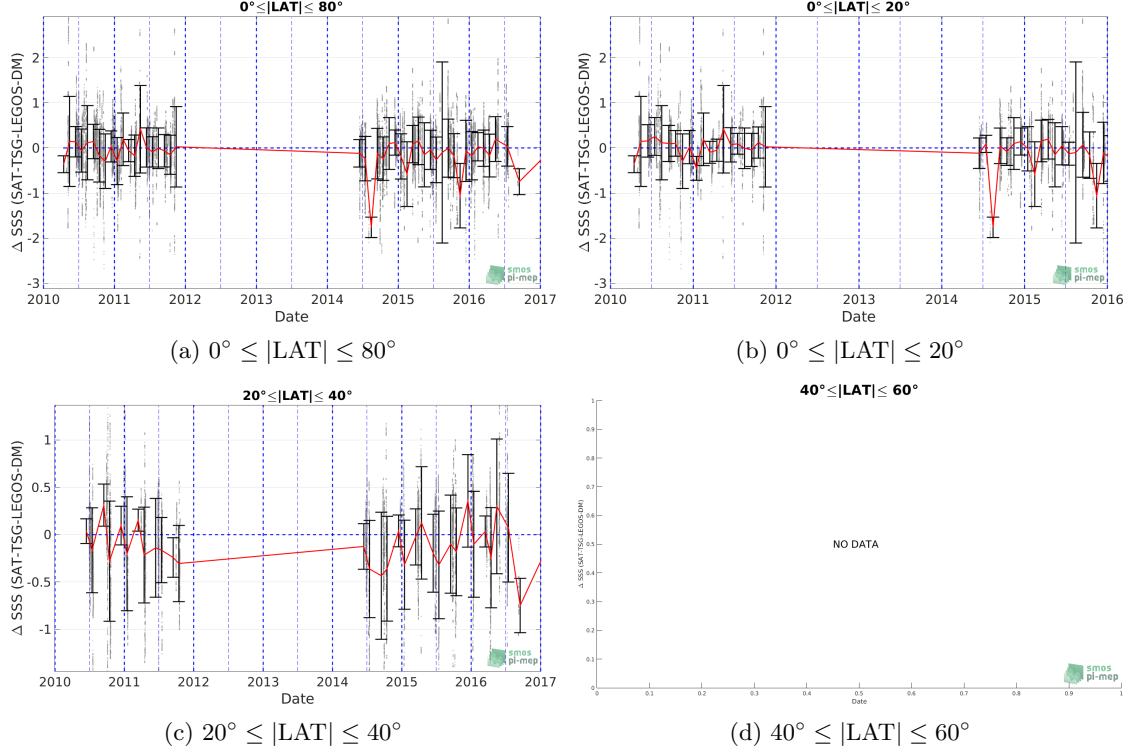 0°≤|LAT|≤ 80°
Δ SSS (SAT-TSG-LEGOS-DM)
2
1
0
-1
-2
-3
2010 2011 2012 2013 2014 2015 2016 2017
Date
smos
pi-mep
(a) 0° ≤ |LAT| ≤ 80°
0°≤|LAT|≤ 20°
Δ SSS (SAT-TSG-LEGOS-DM)
2
1
0
-1
-2
-3
2010 2011 2012 2013 2014 2015 2016
Date
smos
pi-mep
(b) 0° ≤ |LAT| ≤ 20°
20°≤|LAT|≤ 40°
Δ SSS (SAT-TSG-LEGOS-DM)
1
0.5
0
-0.5
-1
2010 2011 2012 2013 2014 2015 2016 2017
Date
smos
pi-mep
(c) 20° ≤ |LAT| ≤ 40°
40°≤|LAT|≤ 60°
Δ SSS (SAT-TSG-LEGOS-DM)
1
0.9
0.8
0.7
0.6
0.5
0.4
0.3
0.2
0.1
0
NO DATA
0 0.1 0.2 0.3 0.4 0.5 0.6 0.7 0.8 0.9 1
Date
smos
pi-mep
(d) 40° ≤ |LAT| ≤ 60°